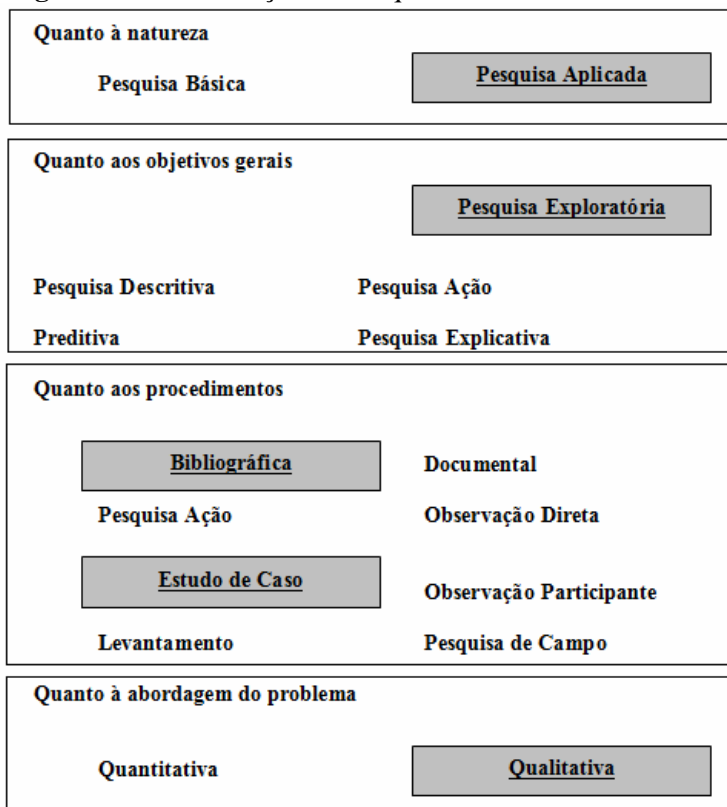 Quanto à natureza
Pesquisa Básica
Pesquisa Aplicada
Quanto aos objetivos gerais
Pesquisa Exploratória
Pesquisa Descritiva
Pesquisa Ação
Preditiva
Pesquisa Explicativa
Quanto aos procedimentos
Bibliográfica
Documental
Pesquisa Ação
Observação Direta
Estudo de Caso
Observação Participante
Levantamento
Pesquisa de Campo
Quanto à abordagem do problema
Quantitativa
Qualitativa